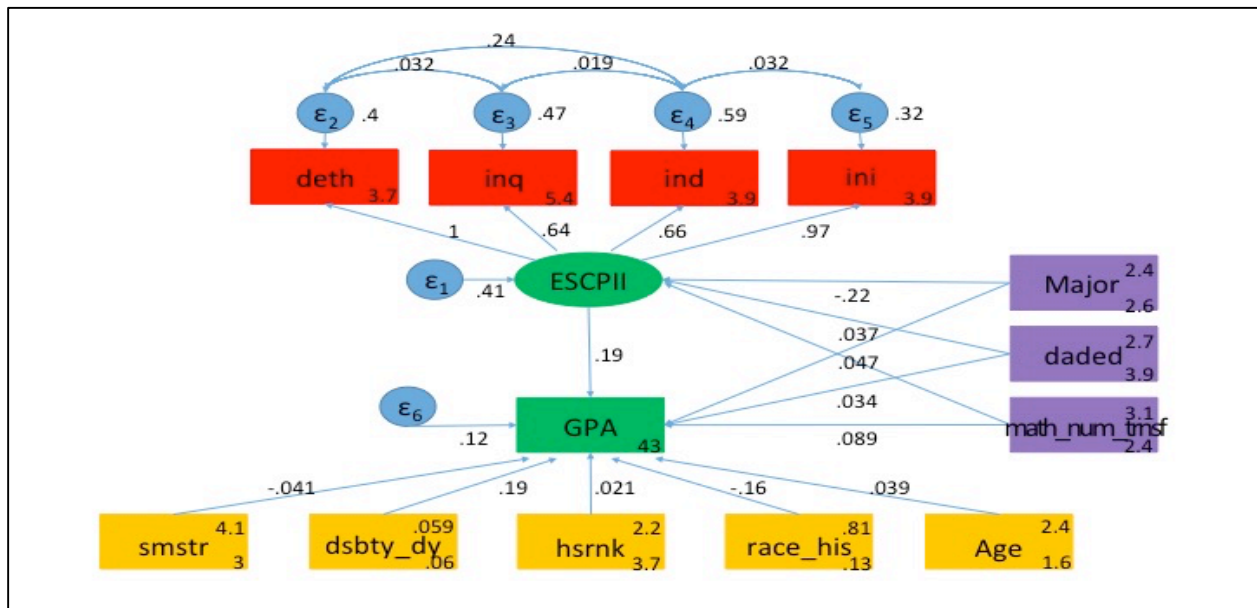 .24
.032
.019
.032
ε2
.4
ε3
.47
ε4
.59
ε5
.32
deth
3.7
inq
5.4
ind
3.9
ini
3.9
1
.64
.66
.97
ε1
.41
ESCPII
Major
2.4
2.6
-.22
.037
daded
2.7
3.9
.19
.047
.034
ε6
.12
GPA
43
.089
math_num_trnsf
3.1
2.4
-.041
.19
.021
-.16
.039
smstr
4.1
3
dsbty_dy
.059
.06
hsrnk
2.2
3.7
race_his
.81
.13
Age
2.4
1.6